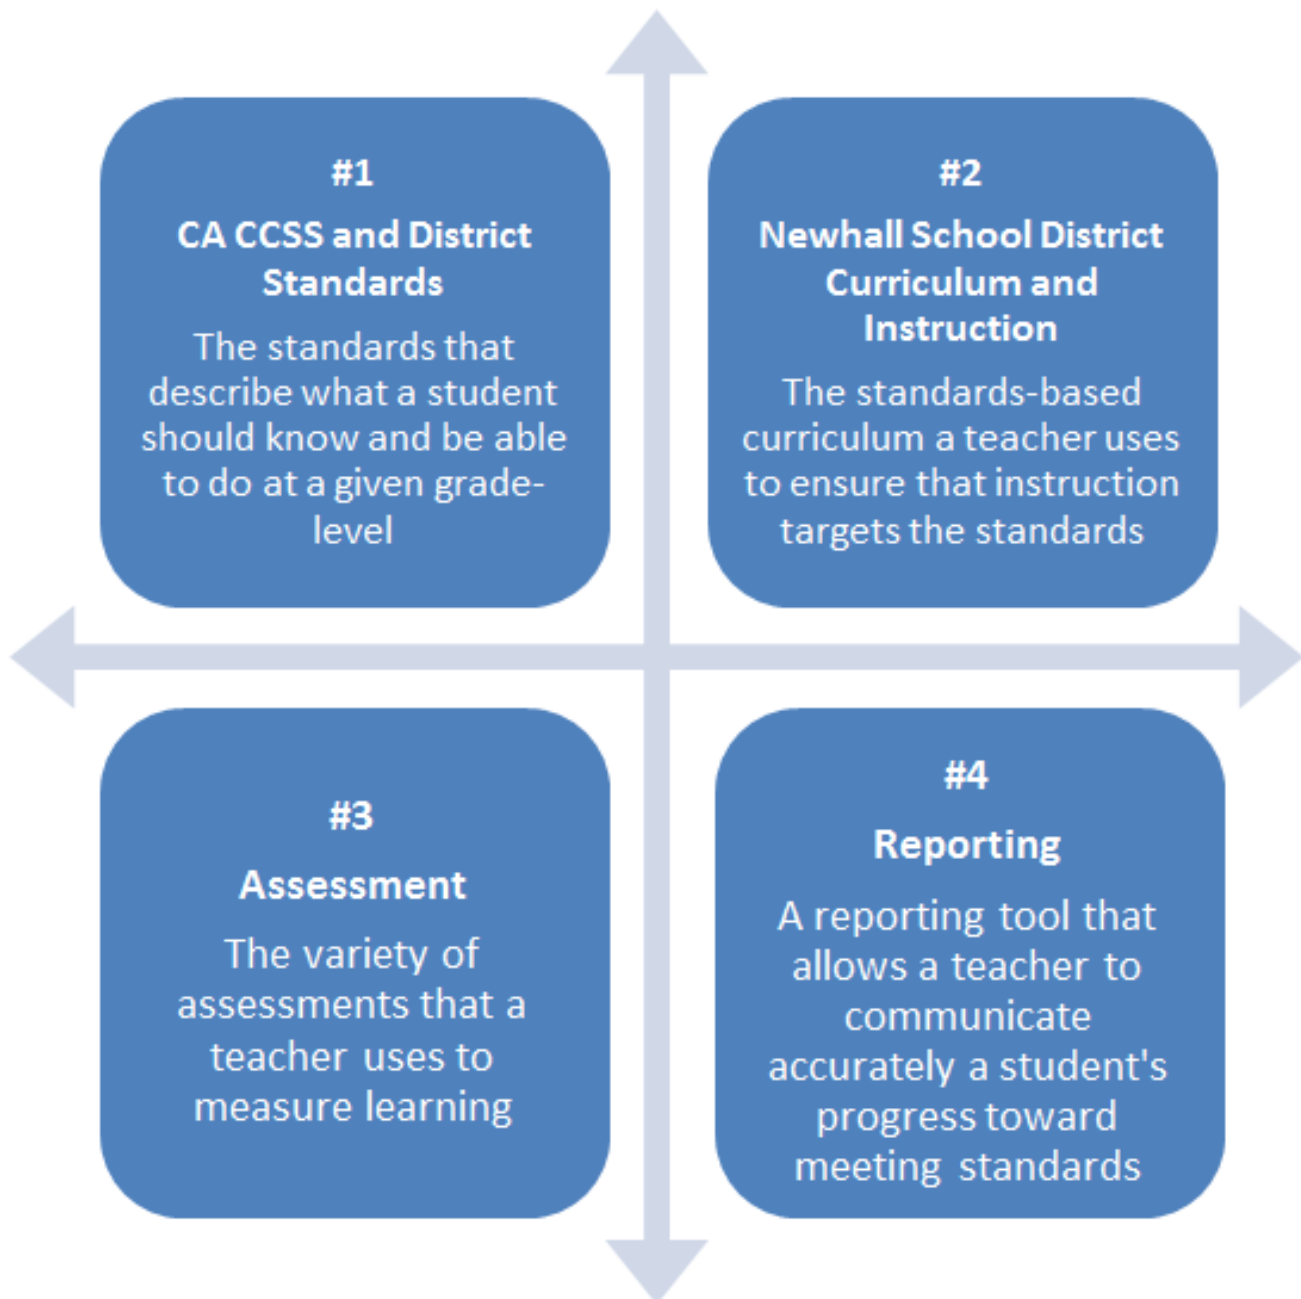 #1
CA CCSS and District
Standards
The standards that
describe what a student
should know and be able
to do at a given grade-
level
#2
Newhall School District
Curriculum and
Instruction
The standards-based
curriculum a teacher uses
to ensure that instruction
targets the standards
#3
Assessment
The variety of
assessments that a
teacher uses to
measure learning
#4
Reporting
A reporting tool that
allows a teacher to
communicate
accurately a student's
progress toward
meeting standards